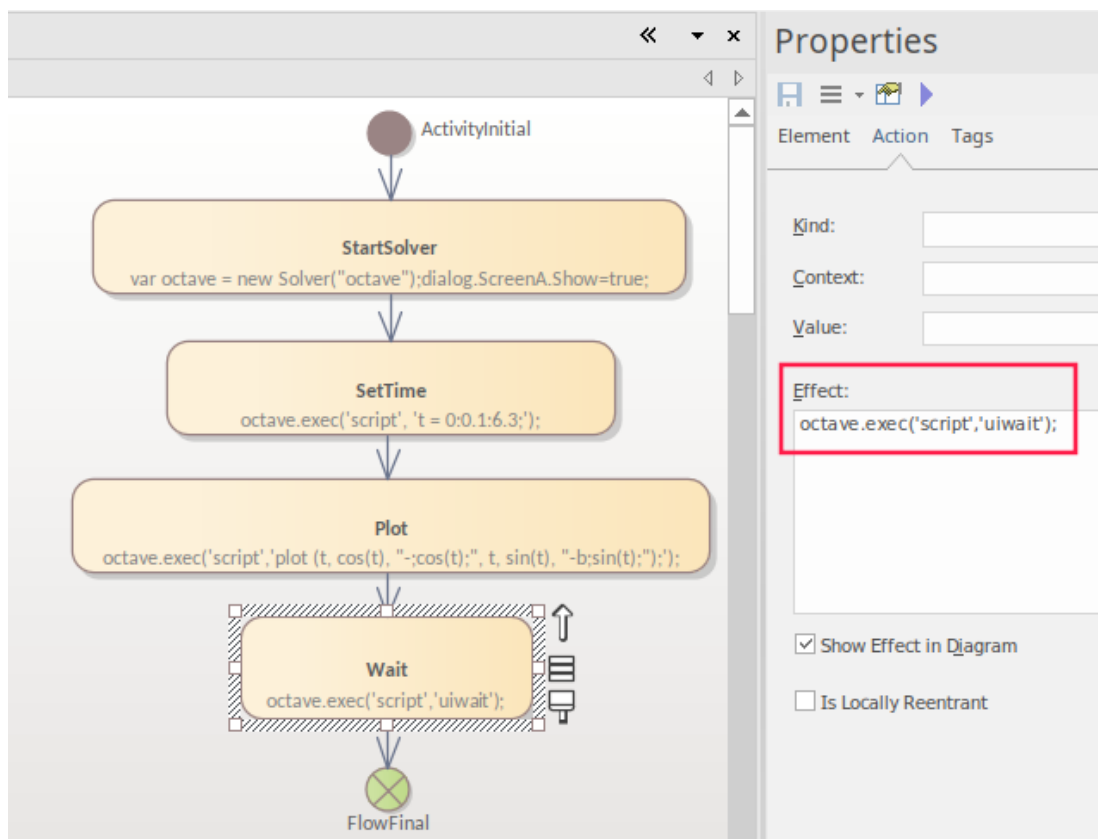 ActivityInitial
StartSolver
var octave = new Solver("octave");dialog.ScreenA.Show=true;
SetTime
octave.exec('script', 't = 0:0.1:6.3;');
Plot
octave.exec('script','plot (t, cos(t), "-;cos(t);", t, sin(t), "-b;sin(t);");');
Wait
octave.exec('script','uiwait');
FlowFinal
Properties
Element Action Tags
Kind:
Context:
Value:
Effect:
octave.exec('script','uiwait');
Show Effect in Diagram
Is Locally Reentrant